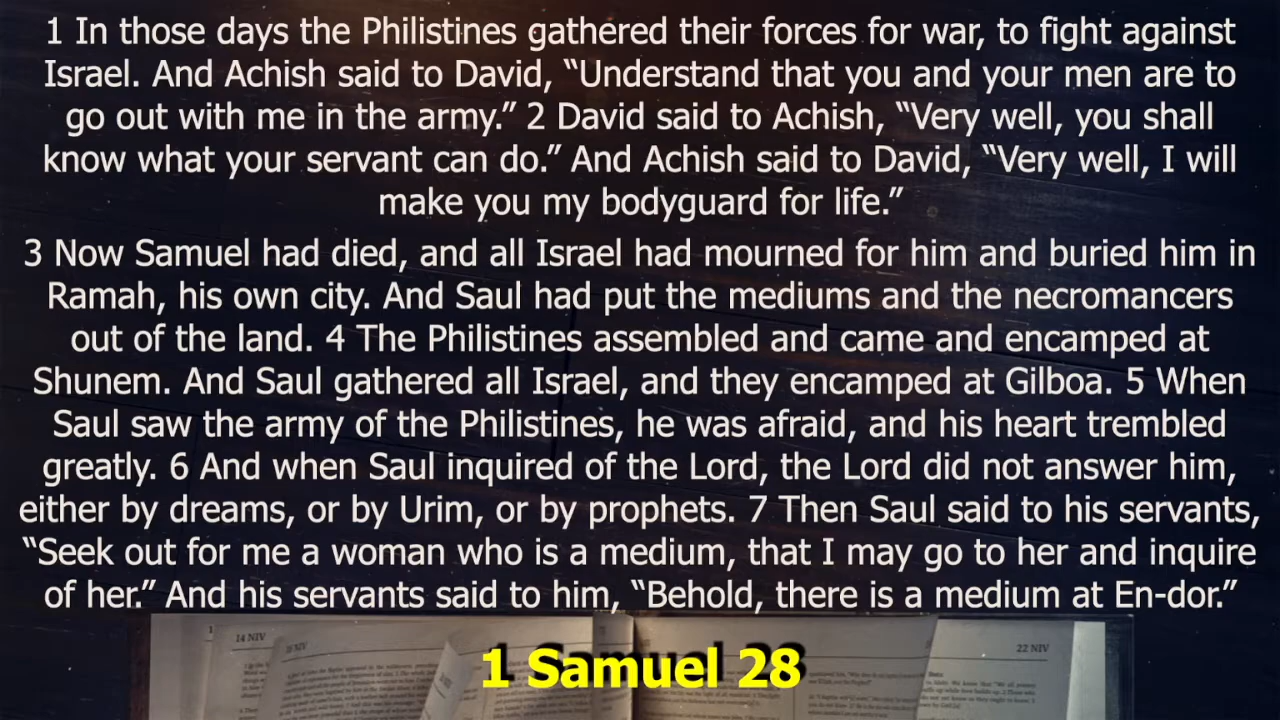 1 In those days the Philistines gathered their forces for war, to fight against
Israel. And Achish said to David, “Understand that you and your men are to
go out with me in the army.” 2 David said to Achish, “Very well, you shall
know what your servant can do.” And Achish said to David, “Very well, I will
make you my bodyguard for life.”
3 Now Samuel had died, and all Israel had mourned for him and buried him in
Ramah, his own city. And Saul had put the mediums and the necromancers
out of the land. 4 The Philistines assembled and came and encamped at
Shunem. And Saul gathered all Israel, and they encamped at Gilboa. 5 When
Saul saw the army of the Philistines, he was afraid, and his heart trembled
greatly. 6 And when Saul inquired of the Lord, the Lord did not answer him,
either by dreams, or by Urim, or by prophets. 7 Then Saul said to his servants,
“Seek out for me a woman who is a medium, that I may go to her and inquire
of her.” And his servants said to him, “Behold, there is a medium at En-dor.”
14 NIV
22 NIV
1 Samuel 28